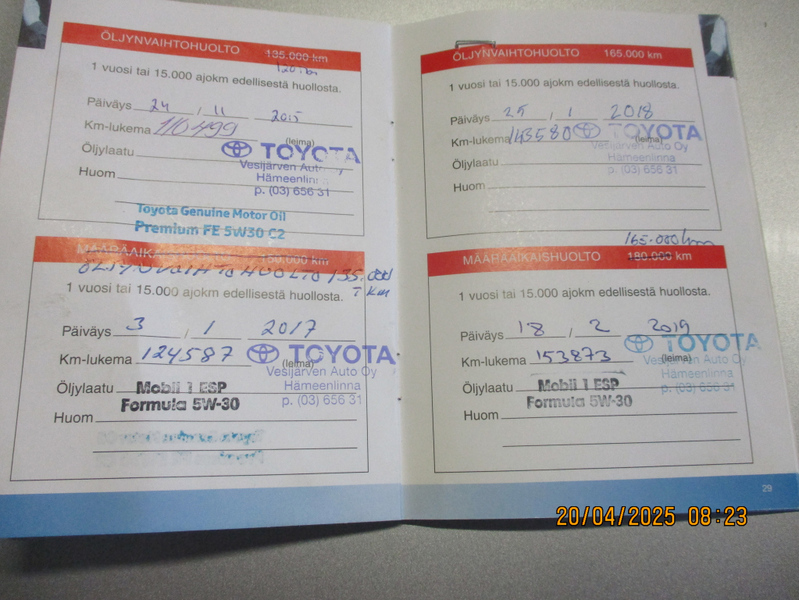 ÖLJYNVAIHTOHUOLTO 135.000 km
1 vuosi tai 15.000 ajokm edellisestä huollosta.
Päiväys 24 / 11 2015
Km-lukema 110499
(leima)
Öljylaatu
TOYOTA
Vesijärven Auto
Hämeenlinna
Huom
p. (03) 656 31
Toyota Genuine Motor Oil
Premium FE 5W30 C2
MÄÄRÄAIKAISHUOLTO 150.000 km
ÖLJYNVAIHTOHUOLTO 135.000
T KM
1 vuosi tai 15.000 ajokm edellisestä huollosta.
Päiväys 3 / 1 2017
Km-lukema 124587
TOYOTA
(leima)
Vesijärven Auto Oy
Hämeenlinna
p. (03) 656 31
Öljylaatu Mobil 1 ESP
Formula 5W-30
Huom
ÖLJYNVAIHTOHUOLTO 165.000 km
1 vuosi tai 15.000 ajokm edellisestä huollosta.
Päiväys 25 / 1 2018
Km-lukema 143580
TOYOTA
(leima)
Vesijärven Auto Oy
Hämeenlinna
p. (03) 656 31
Öljylaatu
Huom
165.000 km
MÄÄRÄAIKAISHUOLTO 180.000 km
1 vuosi tai 15.000 ajokm edellisestä huollosta.
Päiväys 18 / 2 2019
TOYOTA
Km-lukema 153873
(leima)
Vesijärven Auto Oy
Hämeenlinna
p. (03) 656 31
Öljylaatu Mobil 1 ESP
Formula 5W-30
Huom
29
20/04/2025 08:23